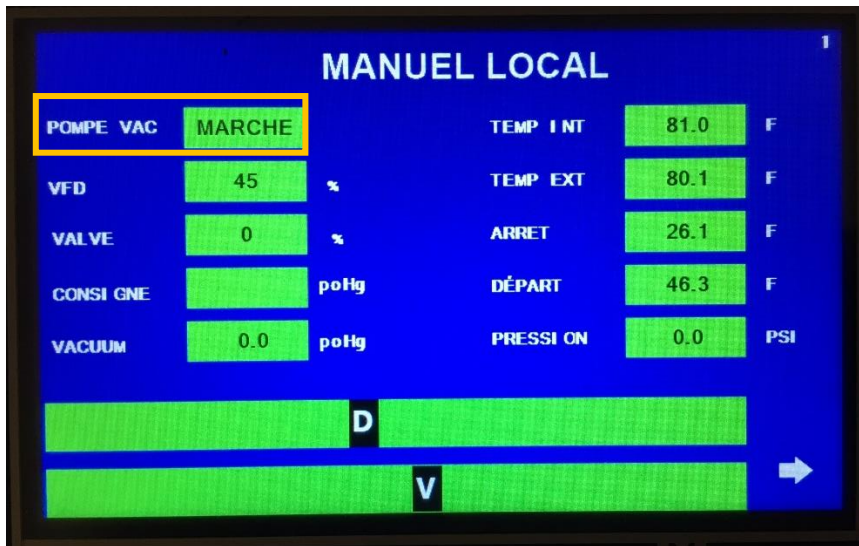 1
MANUEL LOCAL
POMPE VAC MARCHE
TEMP INT 81.0 F
VFD 45 %
TEMP EXT 80.1 F
VALVE 0 %
ARRET 26.1 F
CONSIGNE poHg
DÉPART 46.3 F
VACUUM 0.0 poHg
PRESSION 0.0 PSI
D
V